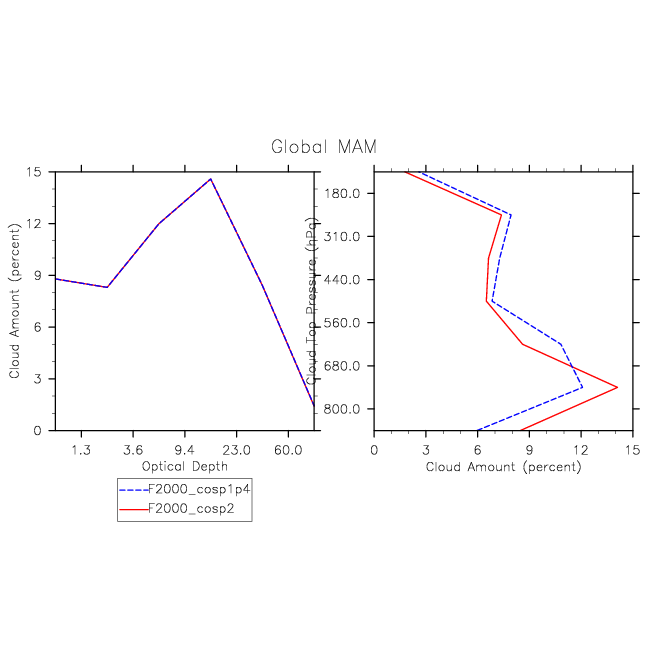 Global MAM
Cloud Amount (percent)
15
12
9
6
3
0
1.3 3.6 9.4 23.0 60.0
Optical Depth
Cloud Top Pressure (hPa)
180.0
310.0
440.0
560.0
680.0
800.0
0 3 6 9 12 15
Cloud Amount (percent)
F2000_cosp1p4
F2000_cosp2